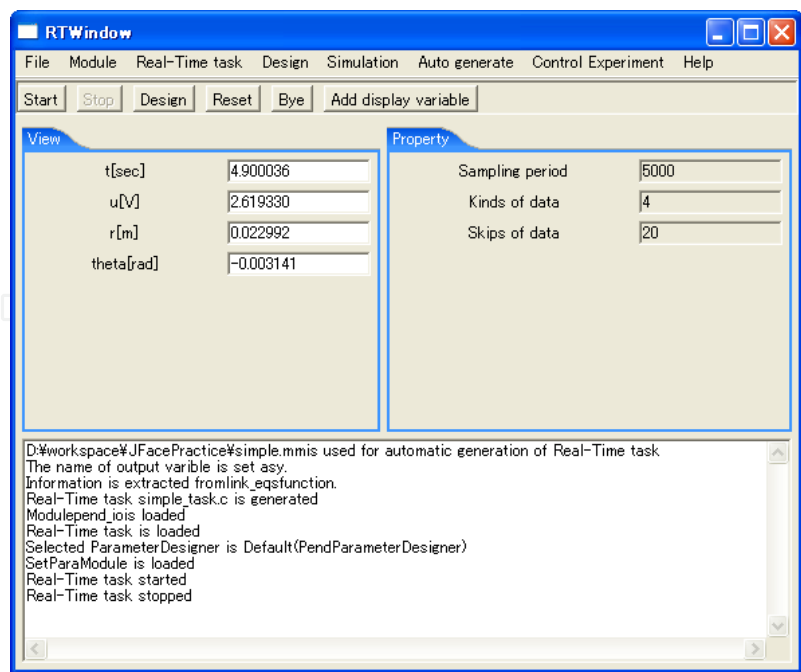 RTWindow
File Module Real-Time task Design Simulation Auto generate Control Experiment Help
Start Stop Design Reset Bye Add display variable
View
t[sec] 4.900036
u[V] 2.619330
r[m] 0.022992
theta[rad] -0.003141
Property
Sampling period 5000
Kinds of data 4
Skips of data 20
D:¥workspace¥JFacePractice¥simple.mmis used for automatic generation of Real-Time task
The name of output varible is set asy.
Information is extracted fromlink_eqsfunction.
Real-Time task simple_task.c is generated
Modulepend_iois loaded
Real-Time task is loaded
Selected ParameterDesigner is Default(PendParameterDesigner)
SetParaModule is loaded
Real-Time task started
Real-Time task stopped